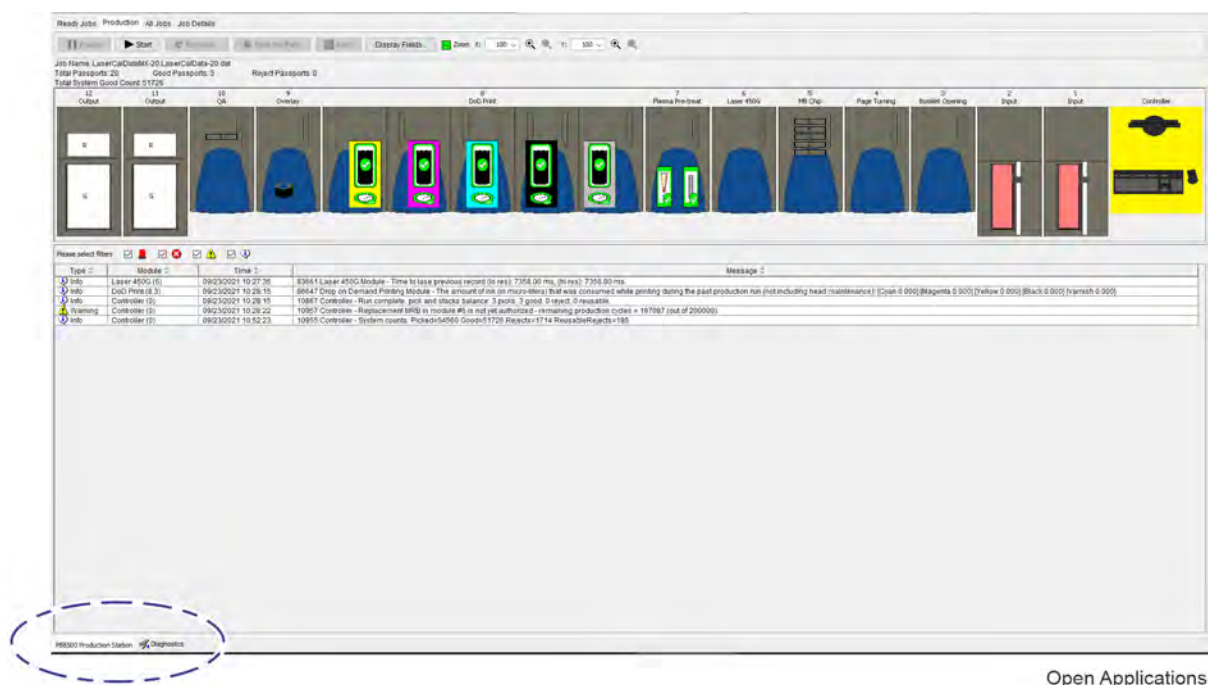 Ready Jobs Production All Jobs Job Details
Start Display Fields... Zoom X: 100 Y: 100
Job Name: LaserCalDataMX-20.LaserCalData-20.dat
Total Passports: 20 Good Passports: 3 Reject Passports: 0
Total System Good Count: 51726
12 11 10 9 8 7 6 5 4 3 2 1
Output Output QA Overlay DoD Print Plasma Pre-treat Laser 450G MB Chip Page Turning Booklet Opening Input Input Controller
R R
G G
Please select filters
Type Module Time Message
Info Laser 450G (6) 09/23/2021 10:27:36 83661 Laser 450G Module - Time to lase previous record (lo res): 7358.00 ms, (hi res): 7358.00 ms.
Info DoD Print (8.3) 09/23/2021 10:28:15 86647 Drop on Demand Printing Module - The amount of ink (in micro-liters) that was consumed while printing during the past production run (not including head maintenance): [Cyan 0.000] [Magenta 0.000] [Yellow 0.000] [Black 0.000] [Varnish 0.000]
Info Controller (0) 09/23/2021 10:28:15 10867 Controller - Run complete, pick and stacks balance: 3 picks, 3 good, 0 reject, 0 reusable.
Warning Controller (0) 09/23/2021 10:28:22 10957 Controller - Replacement MRB in module #6 is not yet authorized - remaining production cycles = 197087 (out of 200000).
Info Controller (0) 09/23/2021 10:52:23 10955 Controller - System counts. Picked=54560 Good=51726 Rejects=1714 ReusableRejects=185
PB6500 Production Station Diagnostics
Open Applications